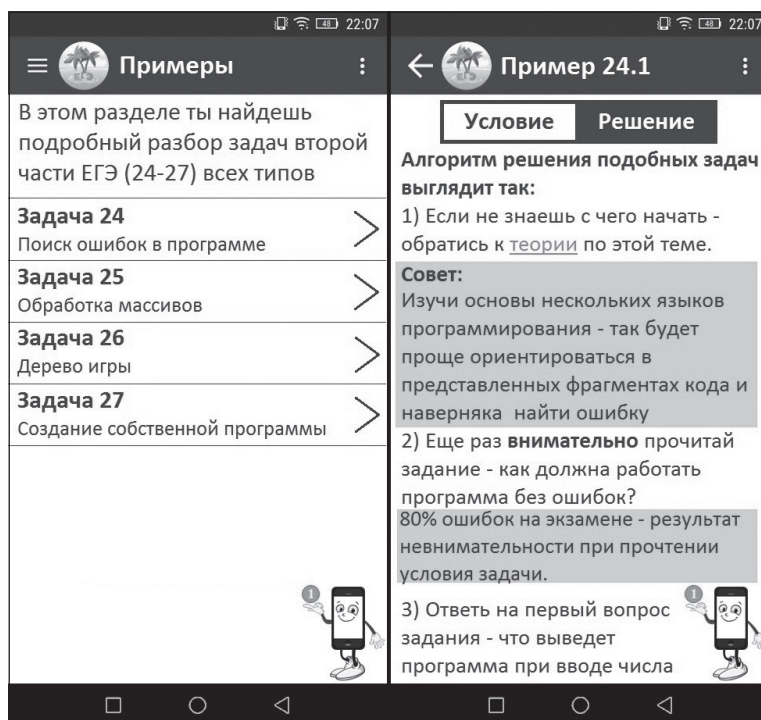 48 22:07
Примеры
В этом разделе ты найдешь
подробный разбор задач второй
части ЕГЭ (24-27) всех типов
Задача 24
Поиск ошибок в программе
Задача 25
Обработка массивов
Задача 26
Дерево игры
Задача 27
Создание собственной программы
1
48 22:07
Пример 24.1
Условие Решение
Алгоритм решения подобных задач
выглядит так:
1) Если не знаешь с чего начать -
обратись к теории по этой теме.
Совет:
Изучи основы нескольких языков
программирования - так будет
проще ориентироваться в
представленных фрагментах кода и
наверняка найти ошибку
2) Еще раз внимательно прочитай
задание - как должна работать
программа без ошибок?
80% ошибок на экзамене - результат
невнимательности при прочтении
условия задачи.
1
3) Ответь на первый вопрос
задания - что выведет
программа при вводе числа